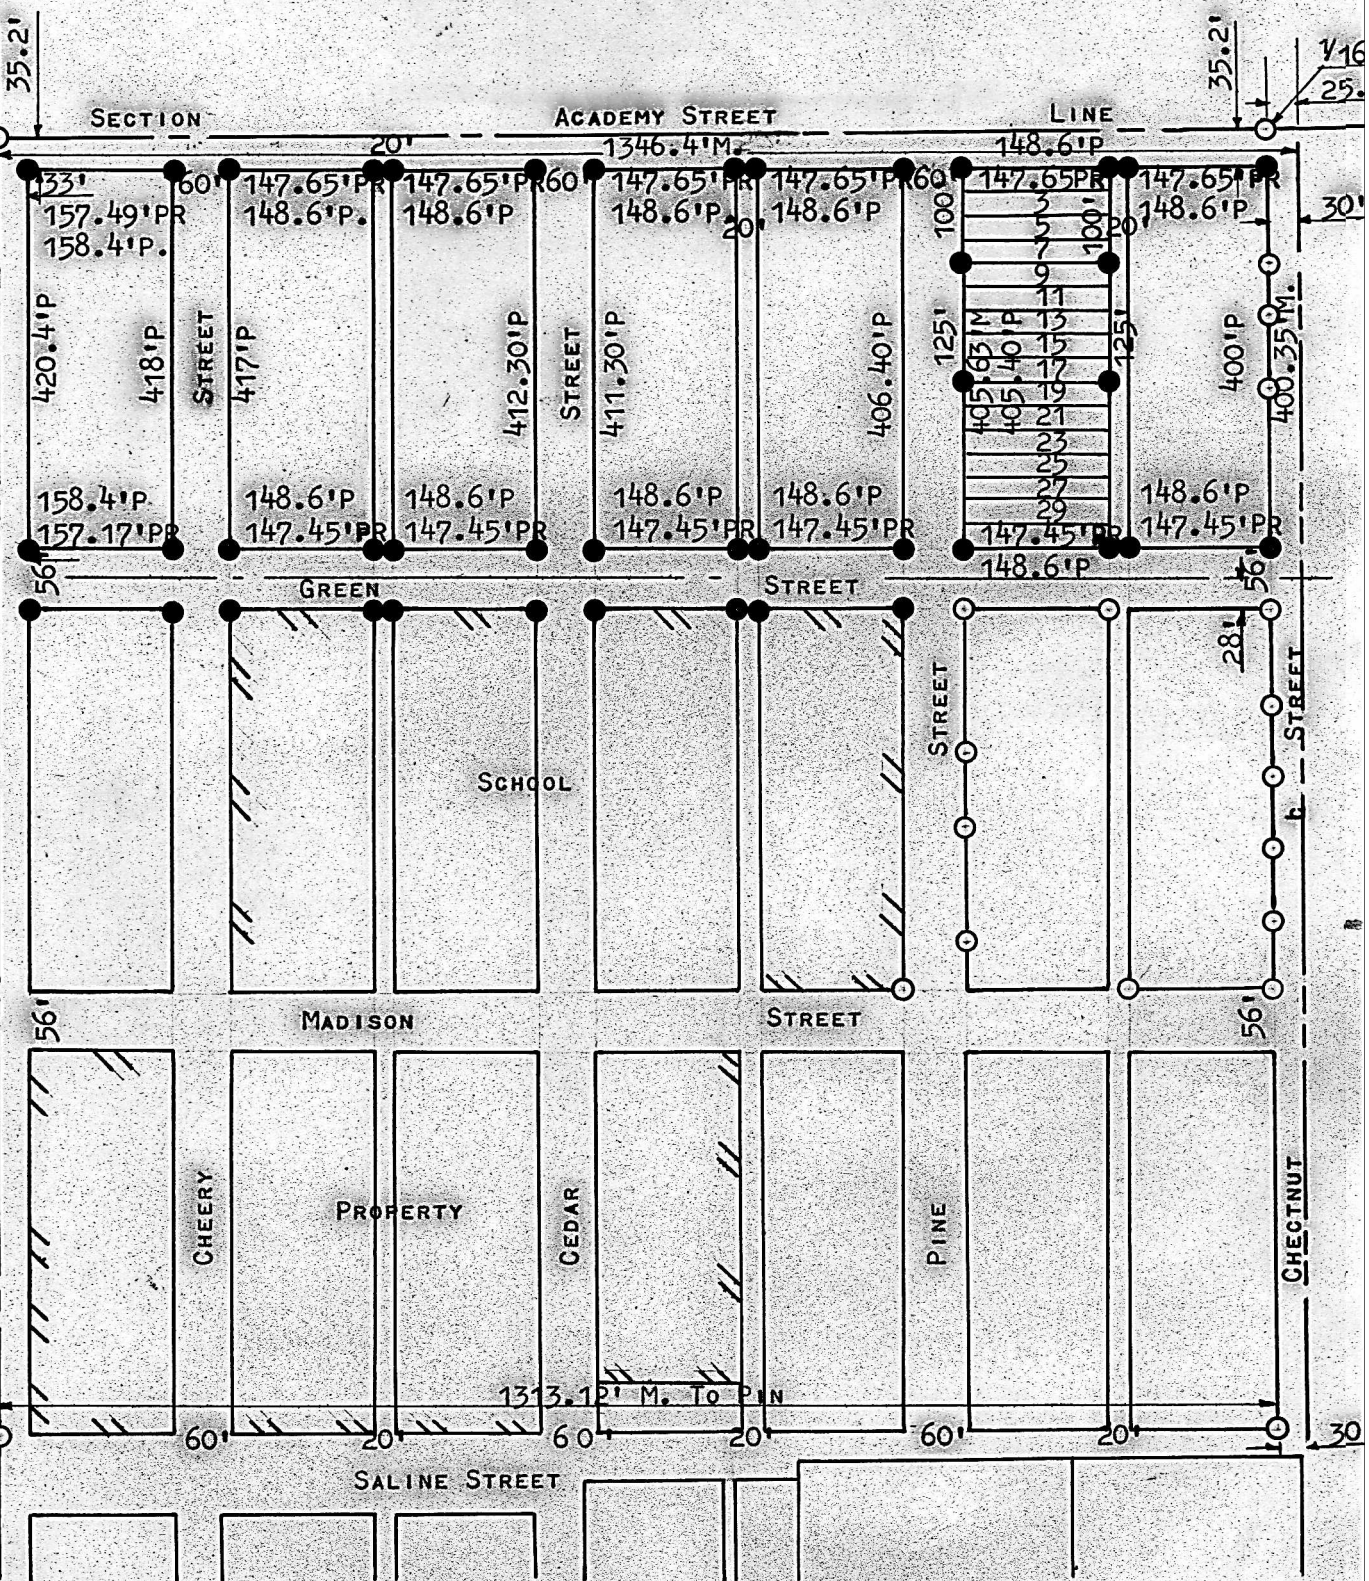 35.2'
35.2'
1/16
25.
SECTION
ACADEMY STREET
LINE
20'
1346.4'M.
148.6'P
33'
60'
147.65'PR
147.65'PR
60'
147.65'PR
147.65'PR
60'
147.65PR
147.65'PR
157.49'PR
148.6'P.
148.6'P
148.6'P.
148.6'P
148.6'P
158.4'P.
20'
20'
30'
100'
100'
3
5
7
9
11
13
15
17
19
21
23
25
27
29
420.4'P
418'P
STREET
417'P
412.30'P
STREET
411.30'P
406.40'P
125'
405.63'M
405.40'P
125'
400'P
400.35'M.
158.4'P.
148.6'P
148.6'P
148.6'P
148.6'P
148.6'P
157.17'PR
147.45'PR
147.45'PR
147.45'PR
147.45'PR
147.45'PR
147.45'PR
148.6'P
56'
GREEN
STREET
56'
28'
STREET
STREET
SCHOOL
56'
MADISON
STREET
56'
CHEERY
PROPERTY
CEDAR
PINE
CHECTNUT
1313.12' M. TO PIN
60'
20'
60'
20'
60'
20'
30
SALINE STREET